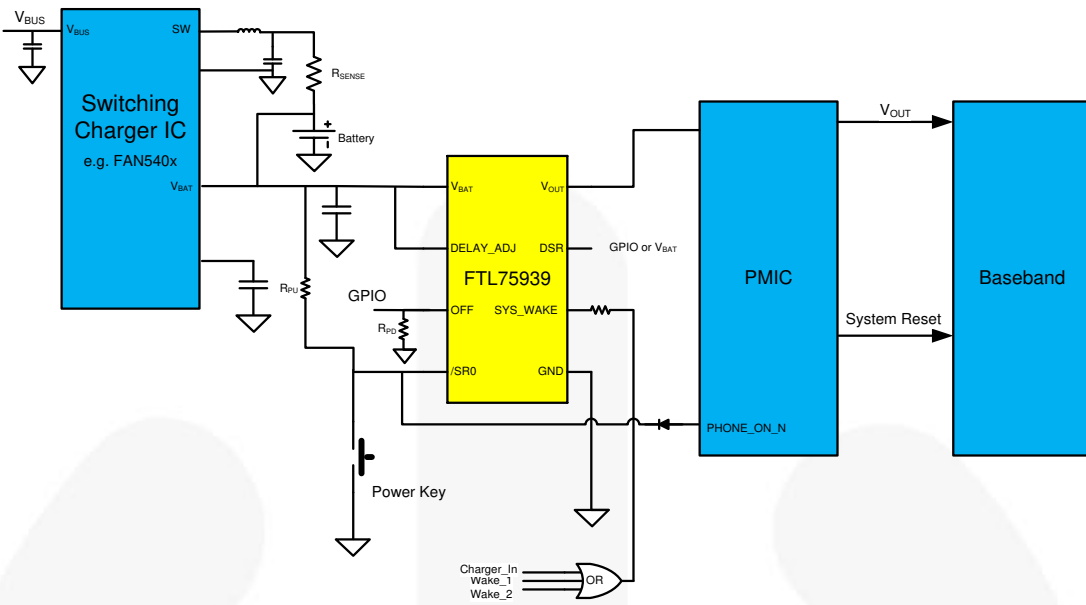 VBUS
VBUS
SW
RSENSE
Switching
Charger IC
e.g. FAN540x
+
-
Battery
VBAT
VBAT
VOUT
VOUT
DELAY_ADJ
DSR
GPIO or VBAT
FTL75939
PMIC
Baseband
RPU
GPIO
OFF
SYS_WAKE
System Reset
RPD
/SR0
GND
PHONE_ON_N
Power Key
Charger_In
Wake_1
Wake_2
OR